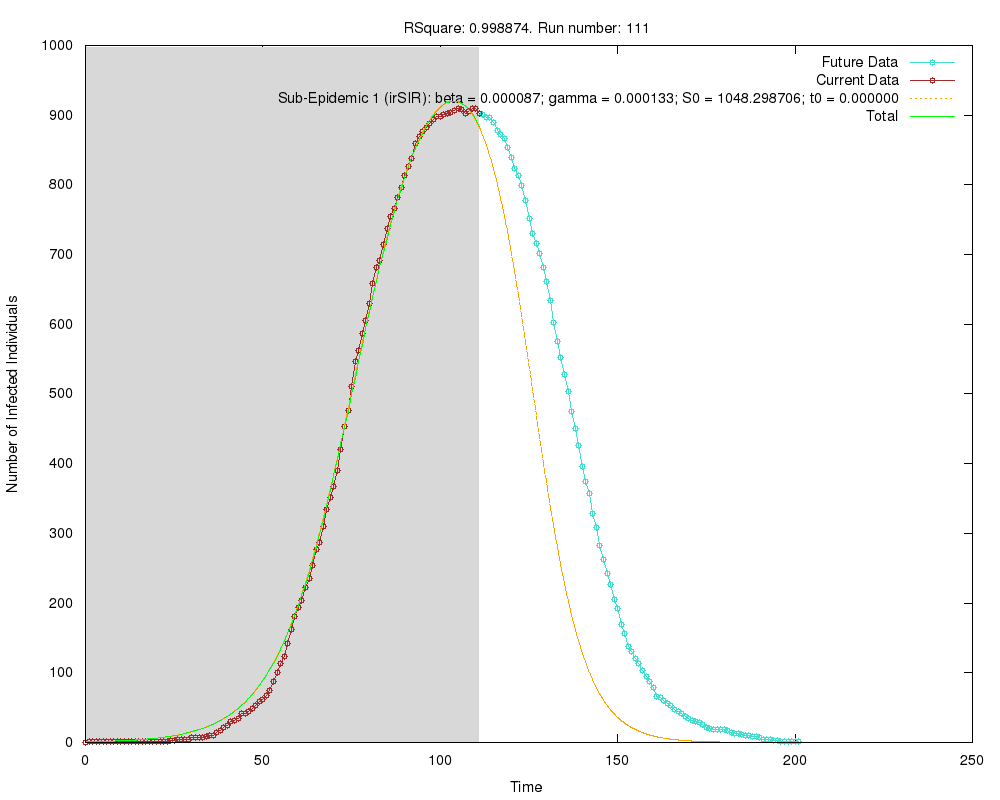 RSquare: 0.998874. Run number: 111
1000
900
800
700
600
500
400
300
200
100
0
Future Data
Current Data
Sub-Epidemic 1 (irSIR): beta = 0.000087; gamma = 0.000133; S0 = 1048.298706; t0 = 0.000000
Total
Number of Infected Individuals
0 50 100 150 200 250
Time